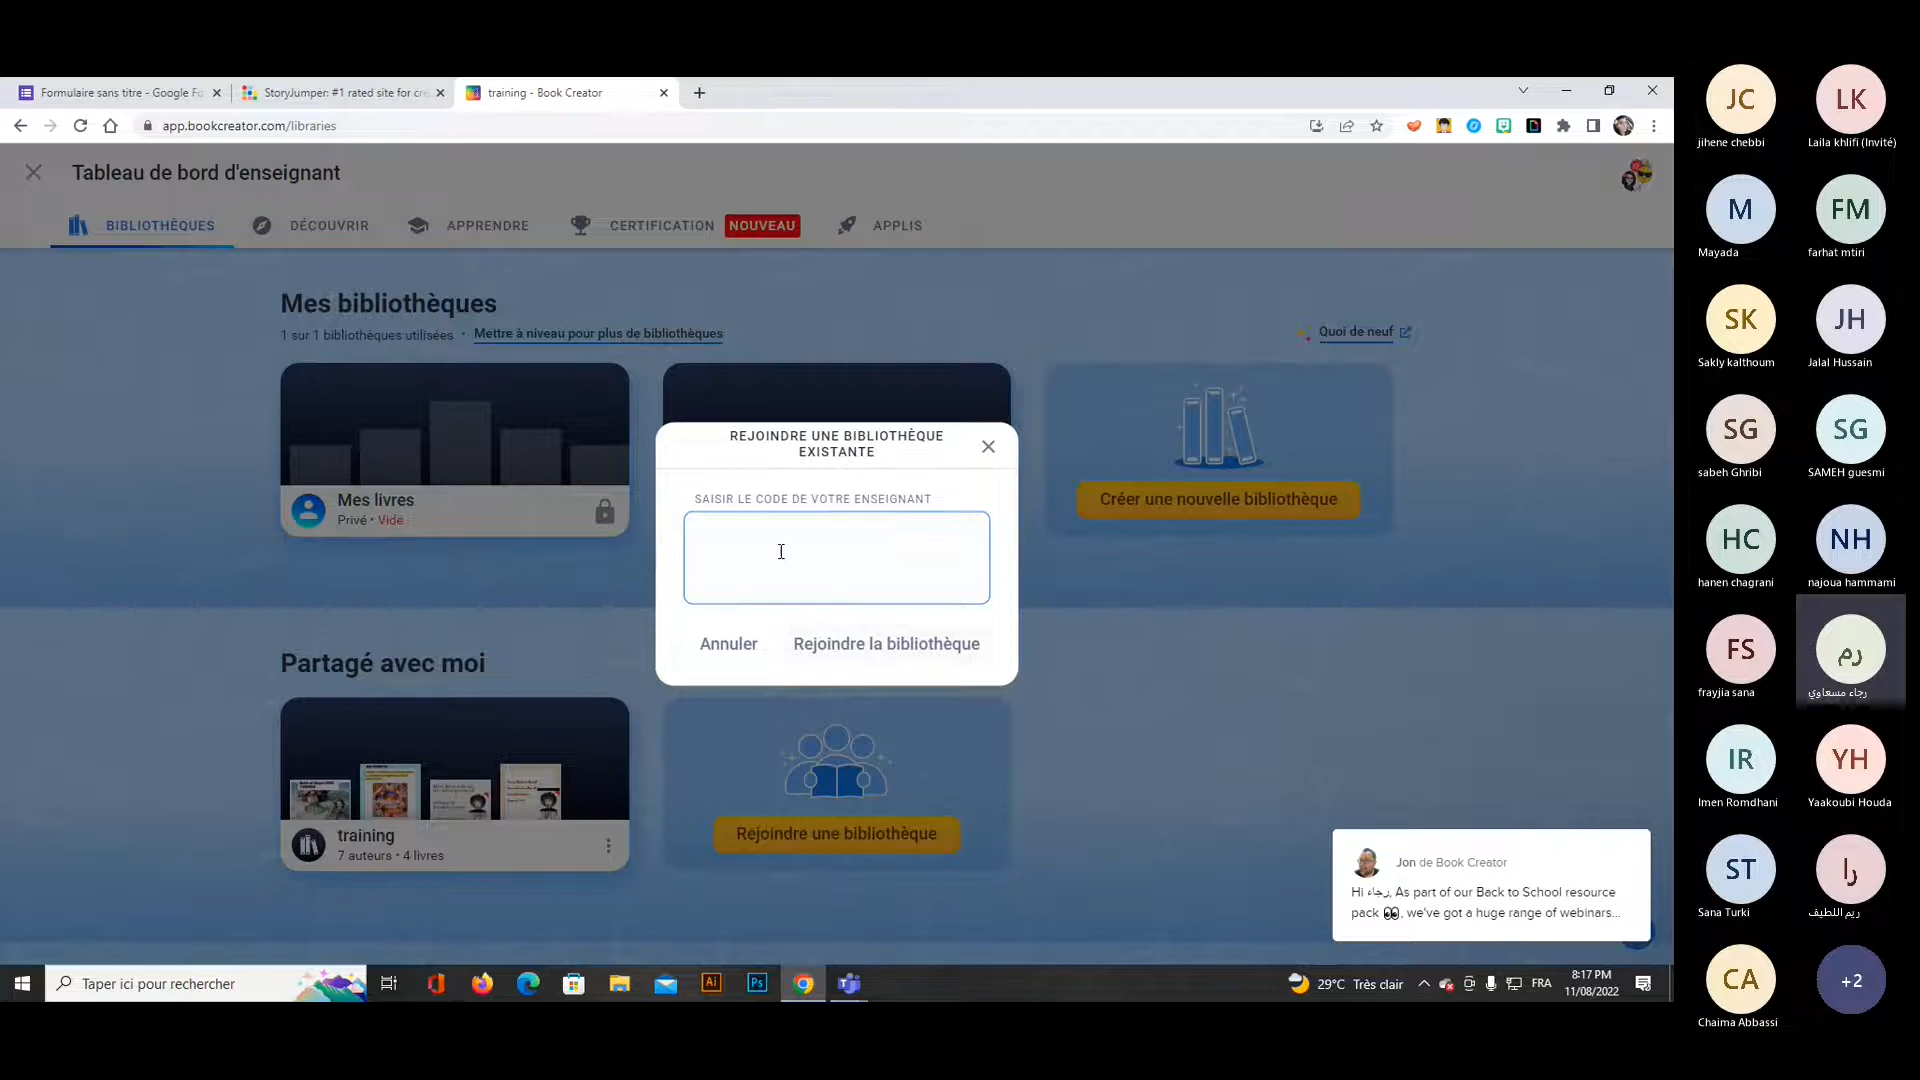 Formulaire sans titre - Google Fo
StoryJumper: #1 rated site for cre
training - Book Creator
app.bookcreator.com/libraries
Tableau de bord d'enseignant
BIBLIOTHÈQUES
DÉCOUVRIR
APPRENDRE
CERTIFICATION NOUVEAU
APPLIS
Mes bibliothèques
1 sur 1 bibliothèques utilisées • Mettre à niveau pour plus de bibliothèques
Quoi de neuf
Mes livres
Privé • Vide
Créer une nouvelle bibliothèque
REJOINDRE UNE BIBLIOTHÈQUE
EXISTANTE
SAISIR LE CODE DE VOTRE ENSEIGNANT
Annuler
Rejoindre la bibliothèque
Partagé avec moi
training
7 auteurs • 4 livres
Rejoindre une bibliothèque
Jon de Book Creator
Hi رجاء, As part of our Back to School resource
pack 👀, we've got a huge range of webinars...
Taper ici pour rechercher
Ai
Ps
29°C Très clair
FRA
8:17 PM
11/08/2022
JC
jihene chebbi
LK
Laila khlifi (Invité)
M
Mayada
FM
farhat mtiri
SK
Sakly kalthoum
JH
Jalal Hussain
SG
sabeh Ghribi
SG
SAMEH guesmi
HC
hanen chagrani
NH
najoua hammami
FS
frayjia sana
رم
رجاء مسعاوي
IR
Imen Romdhani
YH
Yaakoubi Houda
ST
Sana Turki
را
ريم اللطيف
CA
Chaima Abbassi
+2